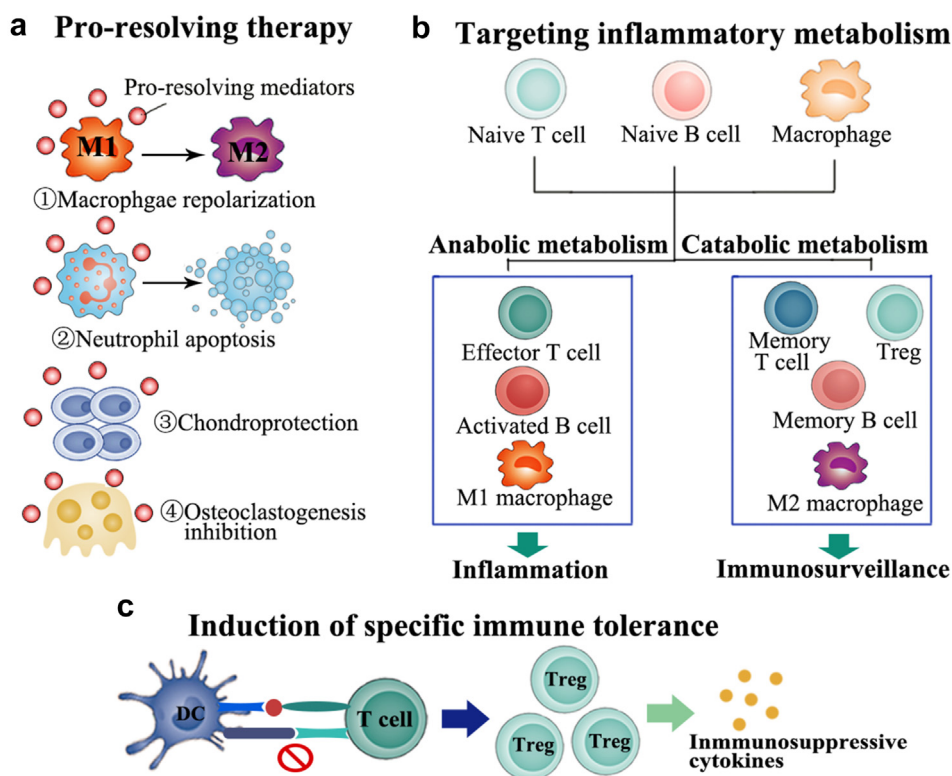 a Pro-resolving therapy
Pro-resolving mediators
M1
M2
①Macrophgae repolarization
②Neutrophil apoptosis
③Chondroprotection
④Osteoclastogenesis
inhibition
b Targeting inflammatory metabolism
Naive T cell
Naive B cell
Macrophage
Anabolic metabolism
Catabolic metabolism
Effector T cell
Activated B cell
M1 macrophage
Inflammation
Memory
T cell
Treg
Memory B cell
M2 macrophage
Immunosurveillance
c Induction of specific immune tolerance
DC
T cell
Treg
Treg
Treg
Inmmunosuppressive
cytokines